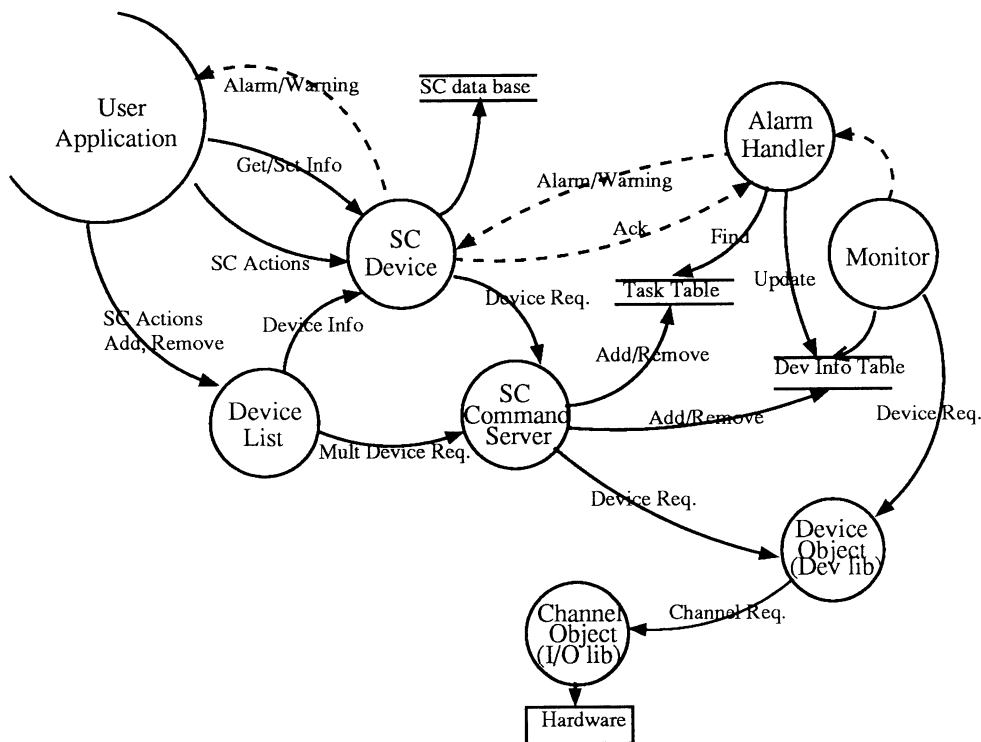 SC data base
Alarm/Warning
User
Application
Alarm
Handler
Get/Set Info
Alarm/Warning
Ack
SC
Device
Find
Monitor
SC Actions
Update
Task Table
Device Req.
SC Actions
Add, Remove
Device Info
Add/Remove
Dev Info Table
SC
Command
Server
Device
List
Add/Remove
Device Req.
Mult Device Req.
Device Req.
Device
Object
(Dev lib)
Channel
Object
(I/O lib)
Channel Req.
Hardware